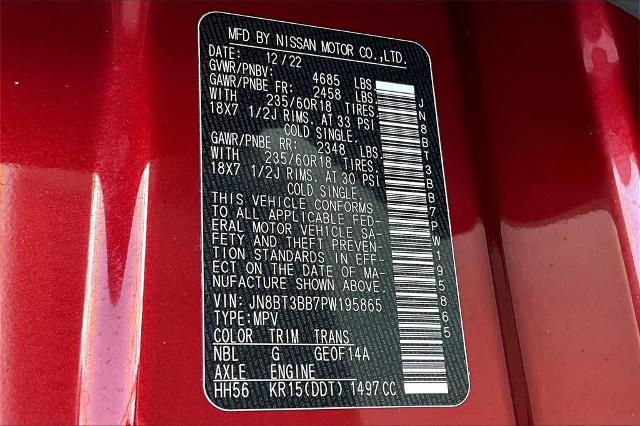 MFD BY NISSAN MOTOR CO.,LTD.
DATE: 12/22
GVWR/PNBV: 4685 LBS
GAWR/PNBE FR: 2458 LBS.
WITH 235/60R18 TIRES.
18X7 1/2J RIMS. AT 33 PSI
COLD SINGLE.
GAWR/PNBE RR: 2348 LBS.
WITH 235/60R18 TIRES.
18X7 1/2J RIMS. AT 30 PSI
COLD SINGLE.
THIS VEHICLE CONFORMS
TO ALL APPLICABLE FED-
ERAL MOTOR VEHICLE SA-
FETY AND THEFT PREVEN-
TION STANDARDS IN EFF-
ECT ON THE DATE OF MA-
NUFACTURE SHOWN ABOVE.
VIN: JN8BT3BB7PW195865
TYPE:MPV
COLOR TRIM TRANS
NBL G GEOF14A
AXLE ENGINE
HH56 KR15(DDT) 1497CC
JN8BT3BB7PW195865